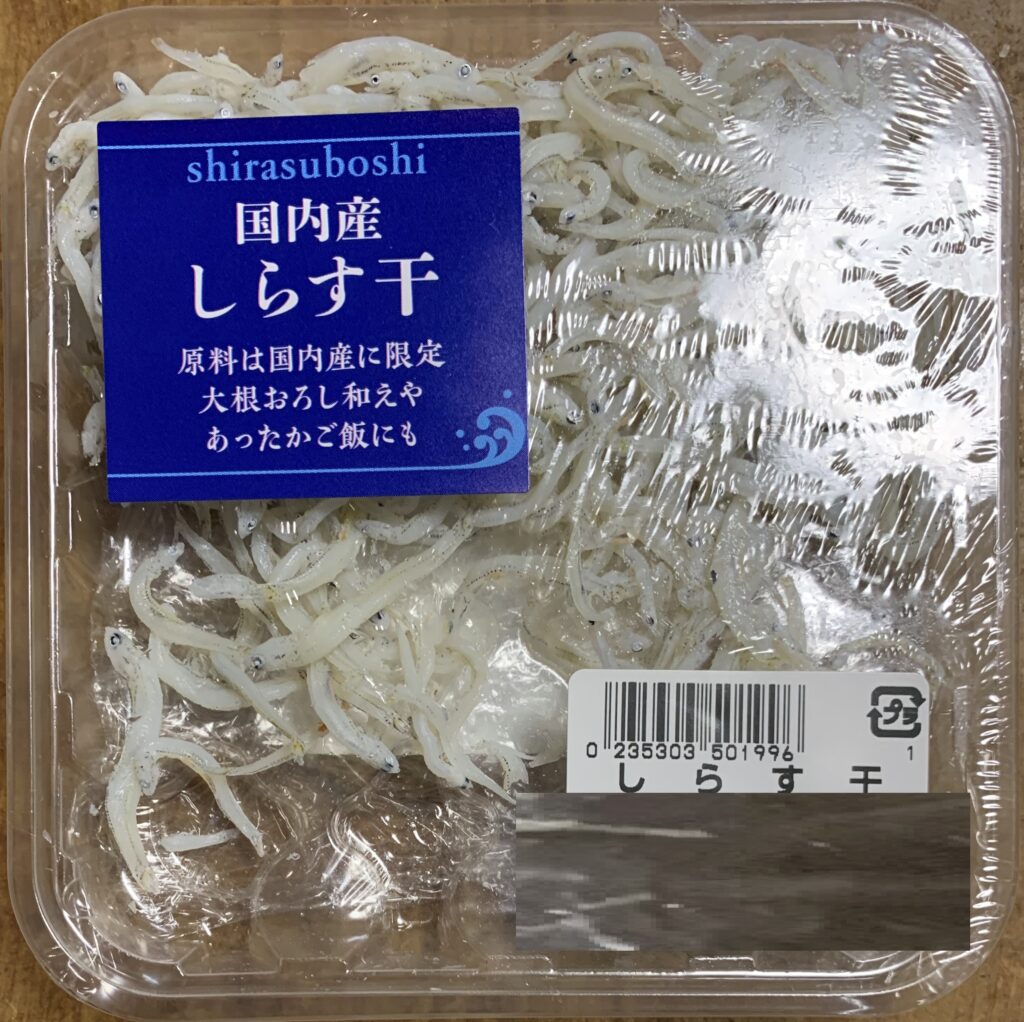 shirasuboshi
国内産
しらす干
原料は国内産に限定
大根おろし和えや
あったかご飯にも
0 235303 501996
プラ
1
しらす干